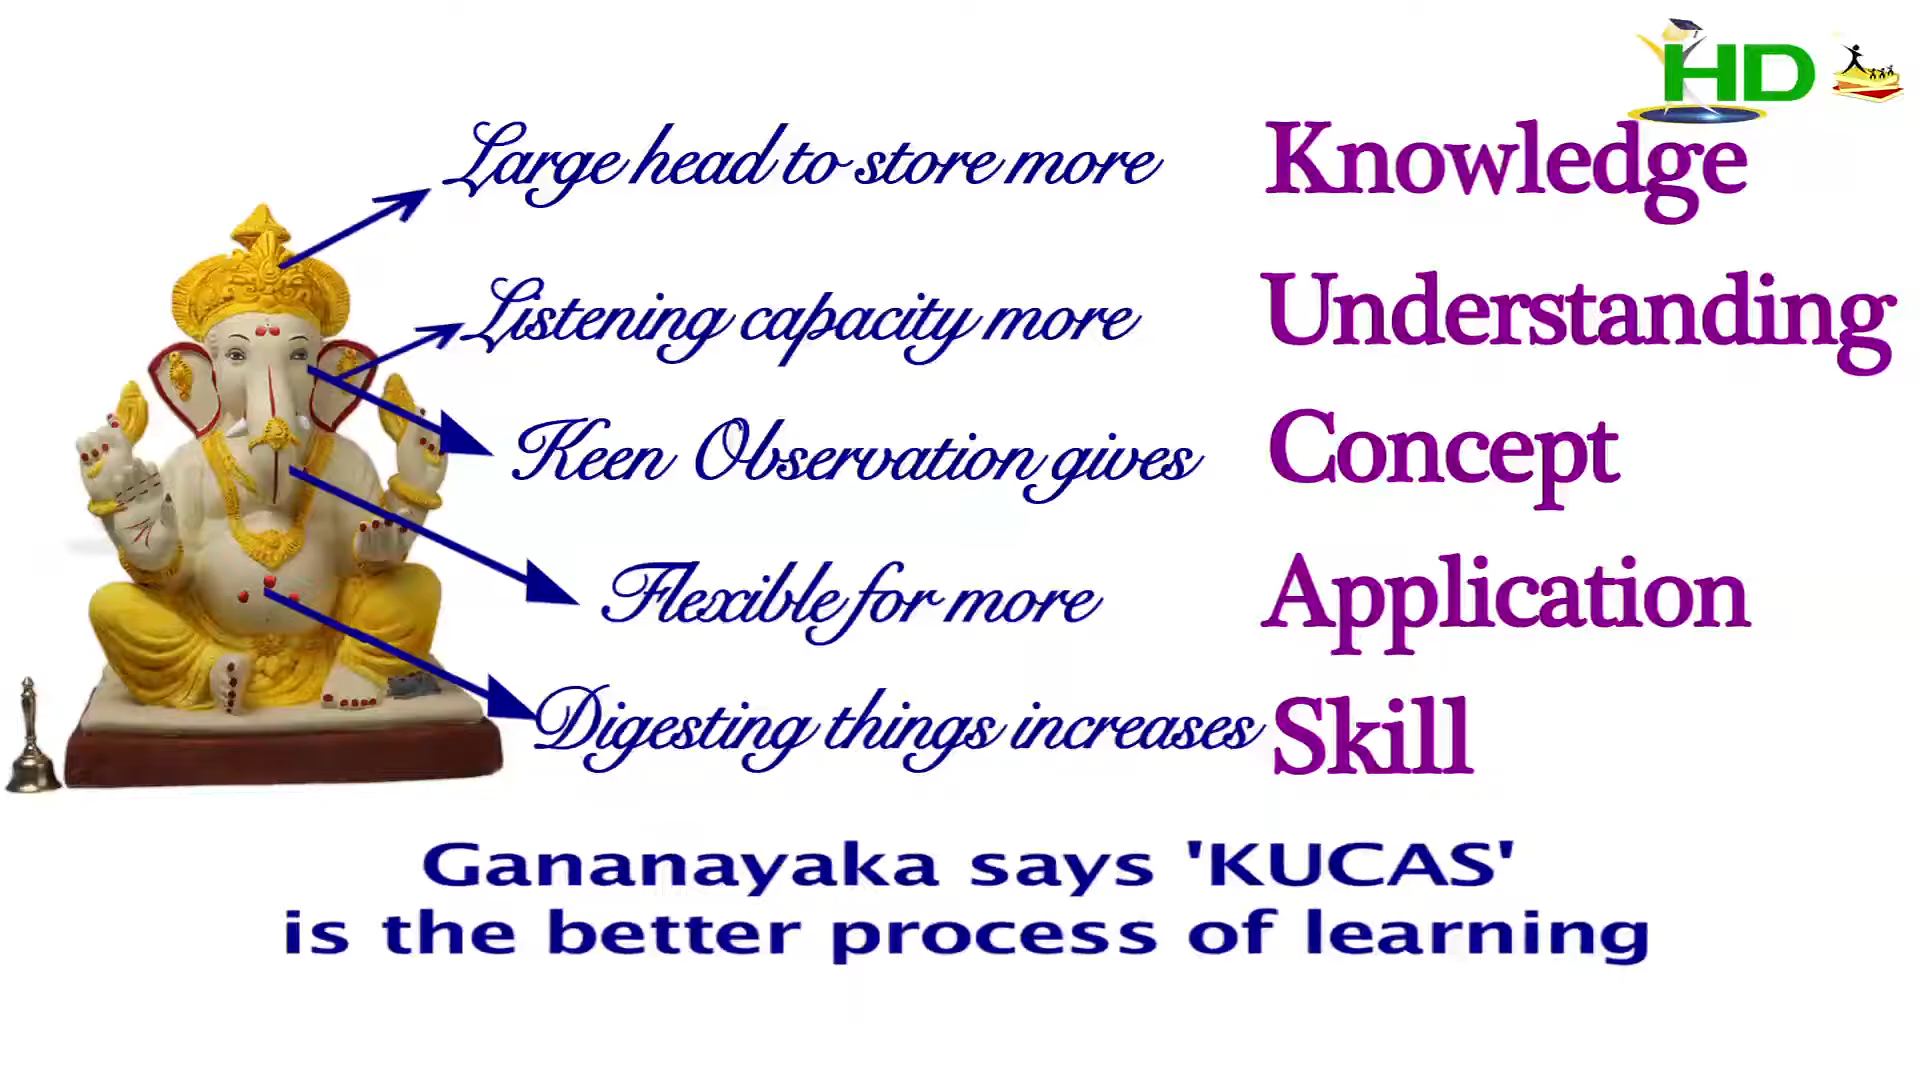 HD
Large head to store more Knowledge
Listening capacity more Understanding
Keen Observation gives Concept
Flexible for more Application
Digesting things increases Skill
Gananayaka says 'KUCAS'
is the better process of learning